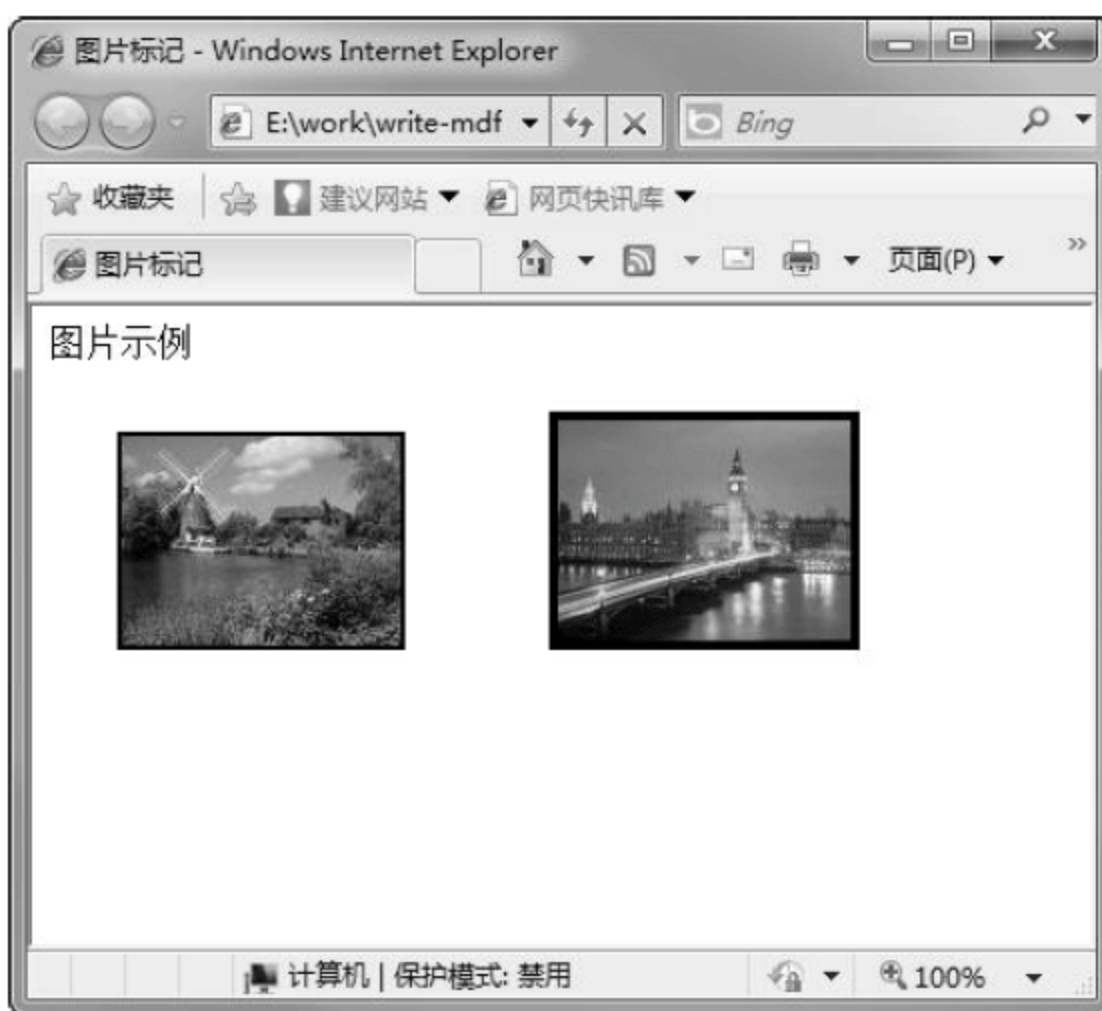 图片标记 - Windows Internet Explorer
E:\work\write-mdf
Bing
收藏夹
建议网站
网页快讯库
图片标记
页面(P)
图片示例
计算机 | 保护模式: 禁用
100%